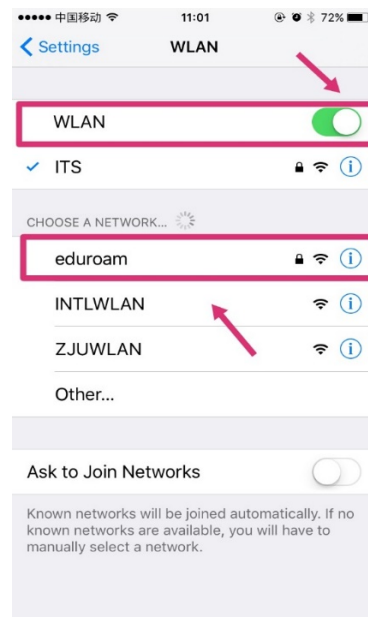 中国移动 11:01 72%
Settings WLAN
WLAN
ITS
CHOOSE A NETWORK...
eduroam
INTLWLAN
ZJUWLAN
Other...
Ask to Join Networks
Known networks will be joined automatically. If no
known networks are available, you will have to
manually select a network.